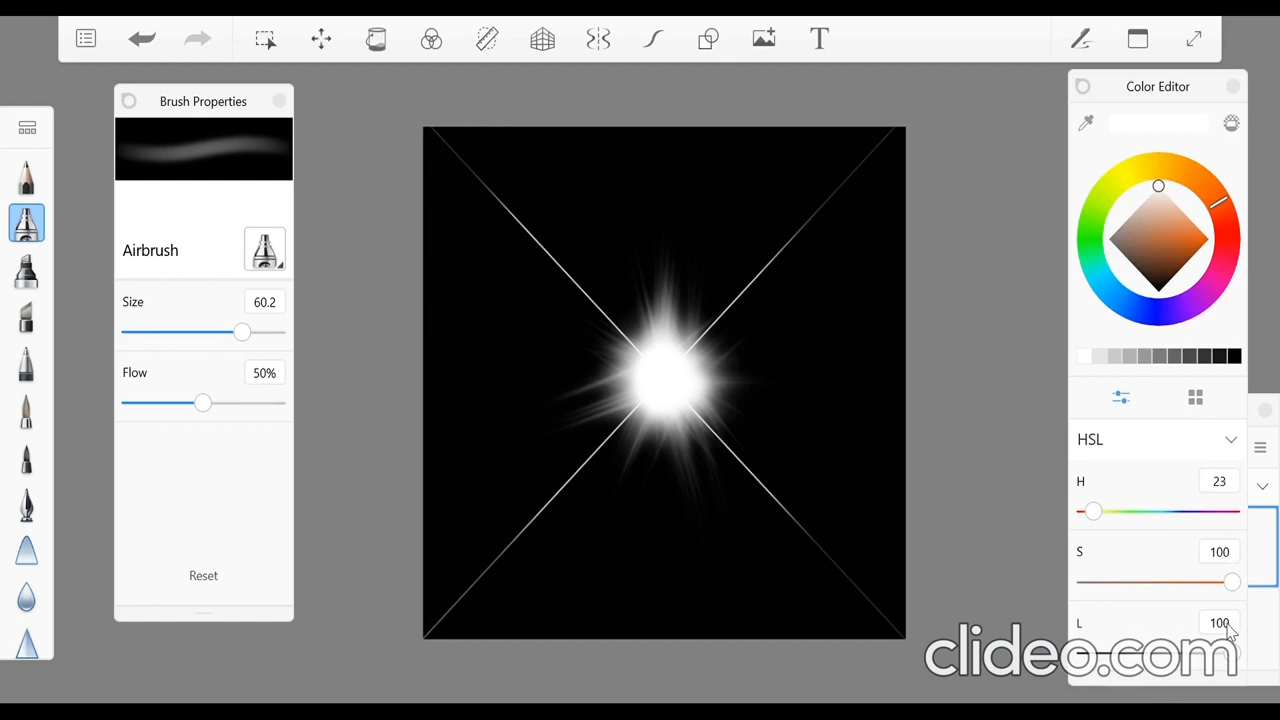 T
Brush Properties
Airbrush
Size 60.2
Flow 50%
Reset
Color Editor
HSL
H 23
S 100
L 100
clideo.com